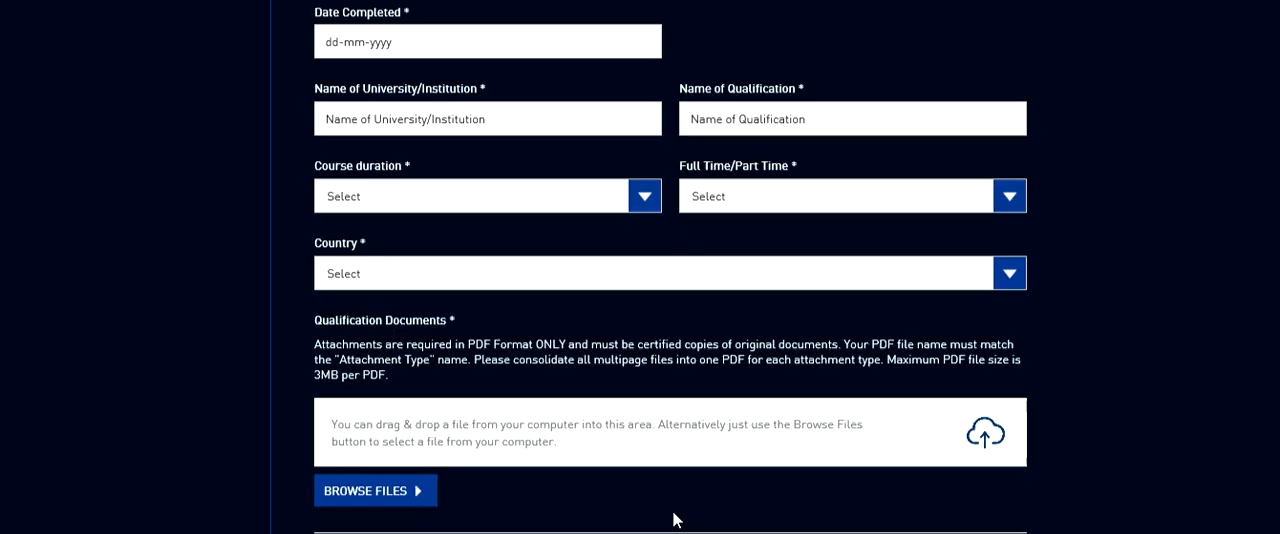 Date Completed *
dd-mm-yyyy
Name of University/Institution * Name of Qualification *
Name of University/Institution Name of Qualification
Course duration * Full Time/Part Time *
Select Select
Country *
Select
Qualification Documents *
Attachments are required in PDF Format ONLY and must be certified copies of original documents. Your PDF file name must match
the "Attachment Type" name. Please consolidate all multipage files into one PDF for each attachment type. Maximum PDF file size is
3MB per PDF.
You can drag & drop a file from your computer into this area. Alternatively just use the Browse Files
button to select a file from your computer.
BROWSE FILES